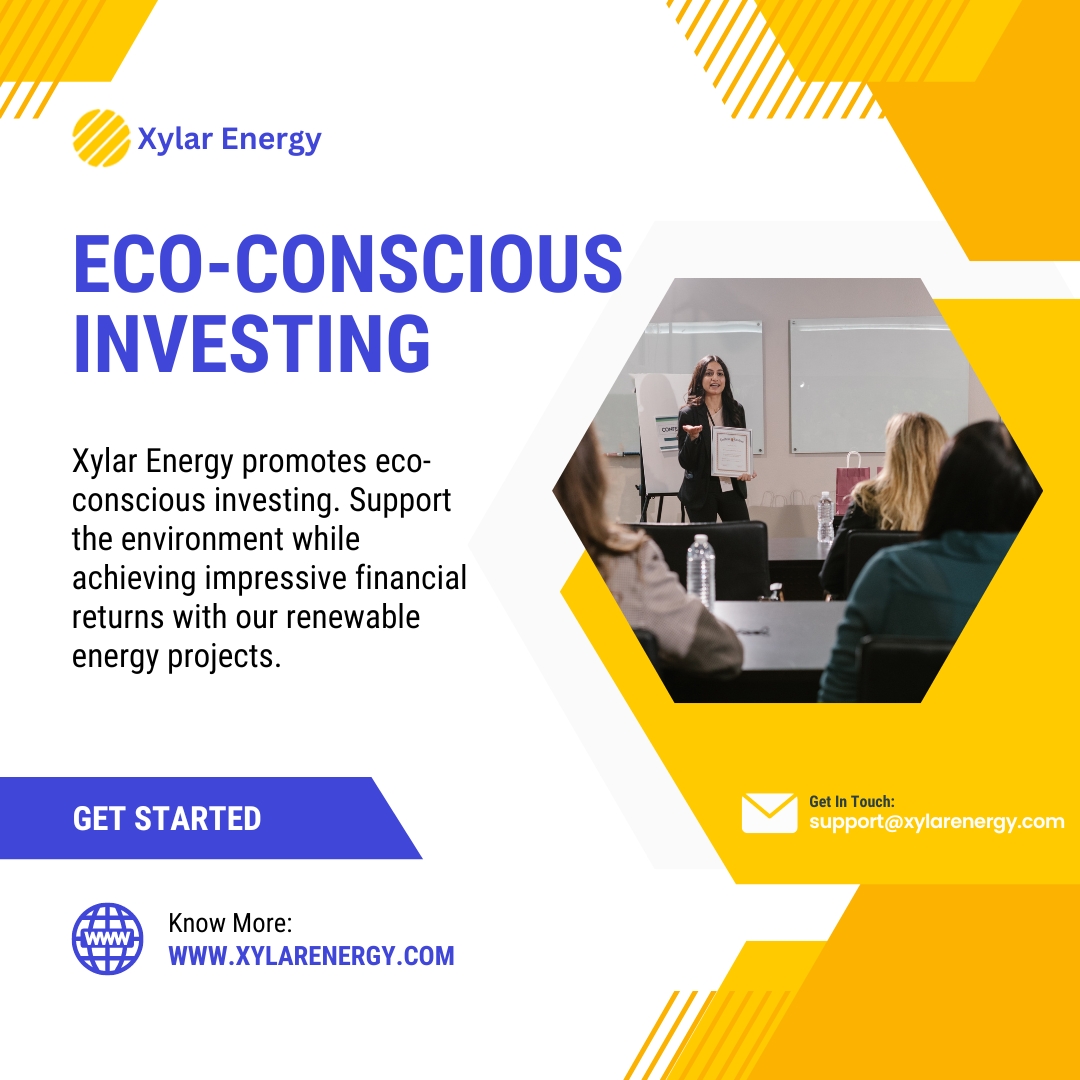 Xylar Energy
ECO-CONSCIOUS
INVESTING
Xylar Energy promotes eco-
conscious investing. Support
the environment while
achieving impressive financial
returns with our renewable
energy projects.
GET STARTED
Get In Touch:
support@xylarenergy.com
WWW
Know More:
WWW.XYLARENERGY.COM